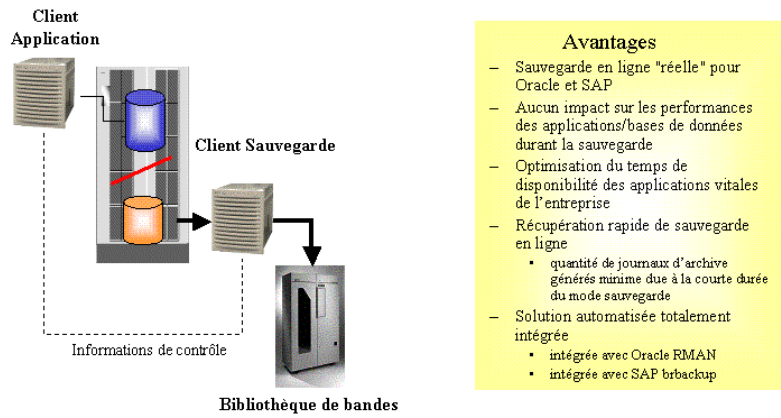 Client
Application
Client Sauvegarde
Informations de contrôle
Bibliothèque de bandes
Avantages
– Sauvegarde en ligne "réelle" pour
Oracle et SAP
– Aucun impact sur les performances
des applications/bases de données
durant la sauvegarde
– Optimisation du temps de
disponibilité des applications vitales
de l'entreprise
– Récupération rapide de sauvegarde
en ligne
▪ quantité de journaux d'archive
générés minime due à la courte durée
du mode sauvegarde
– Solution automatisée totalement
intégrée
▪ intégrée avec Oracle RMAN
▪ intégrée avec SAP brbackup